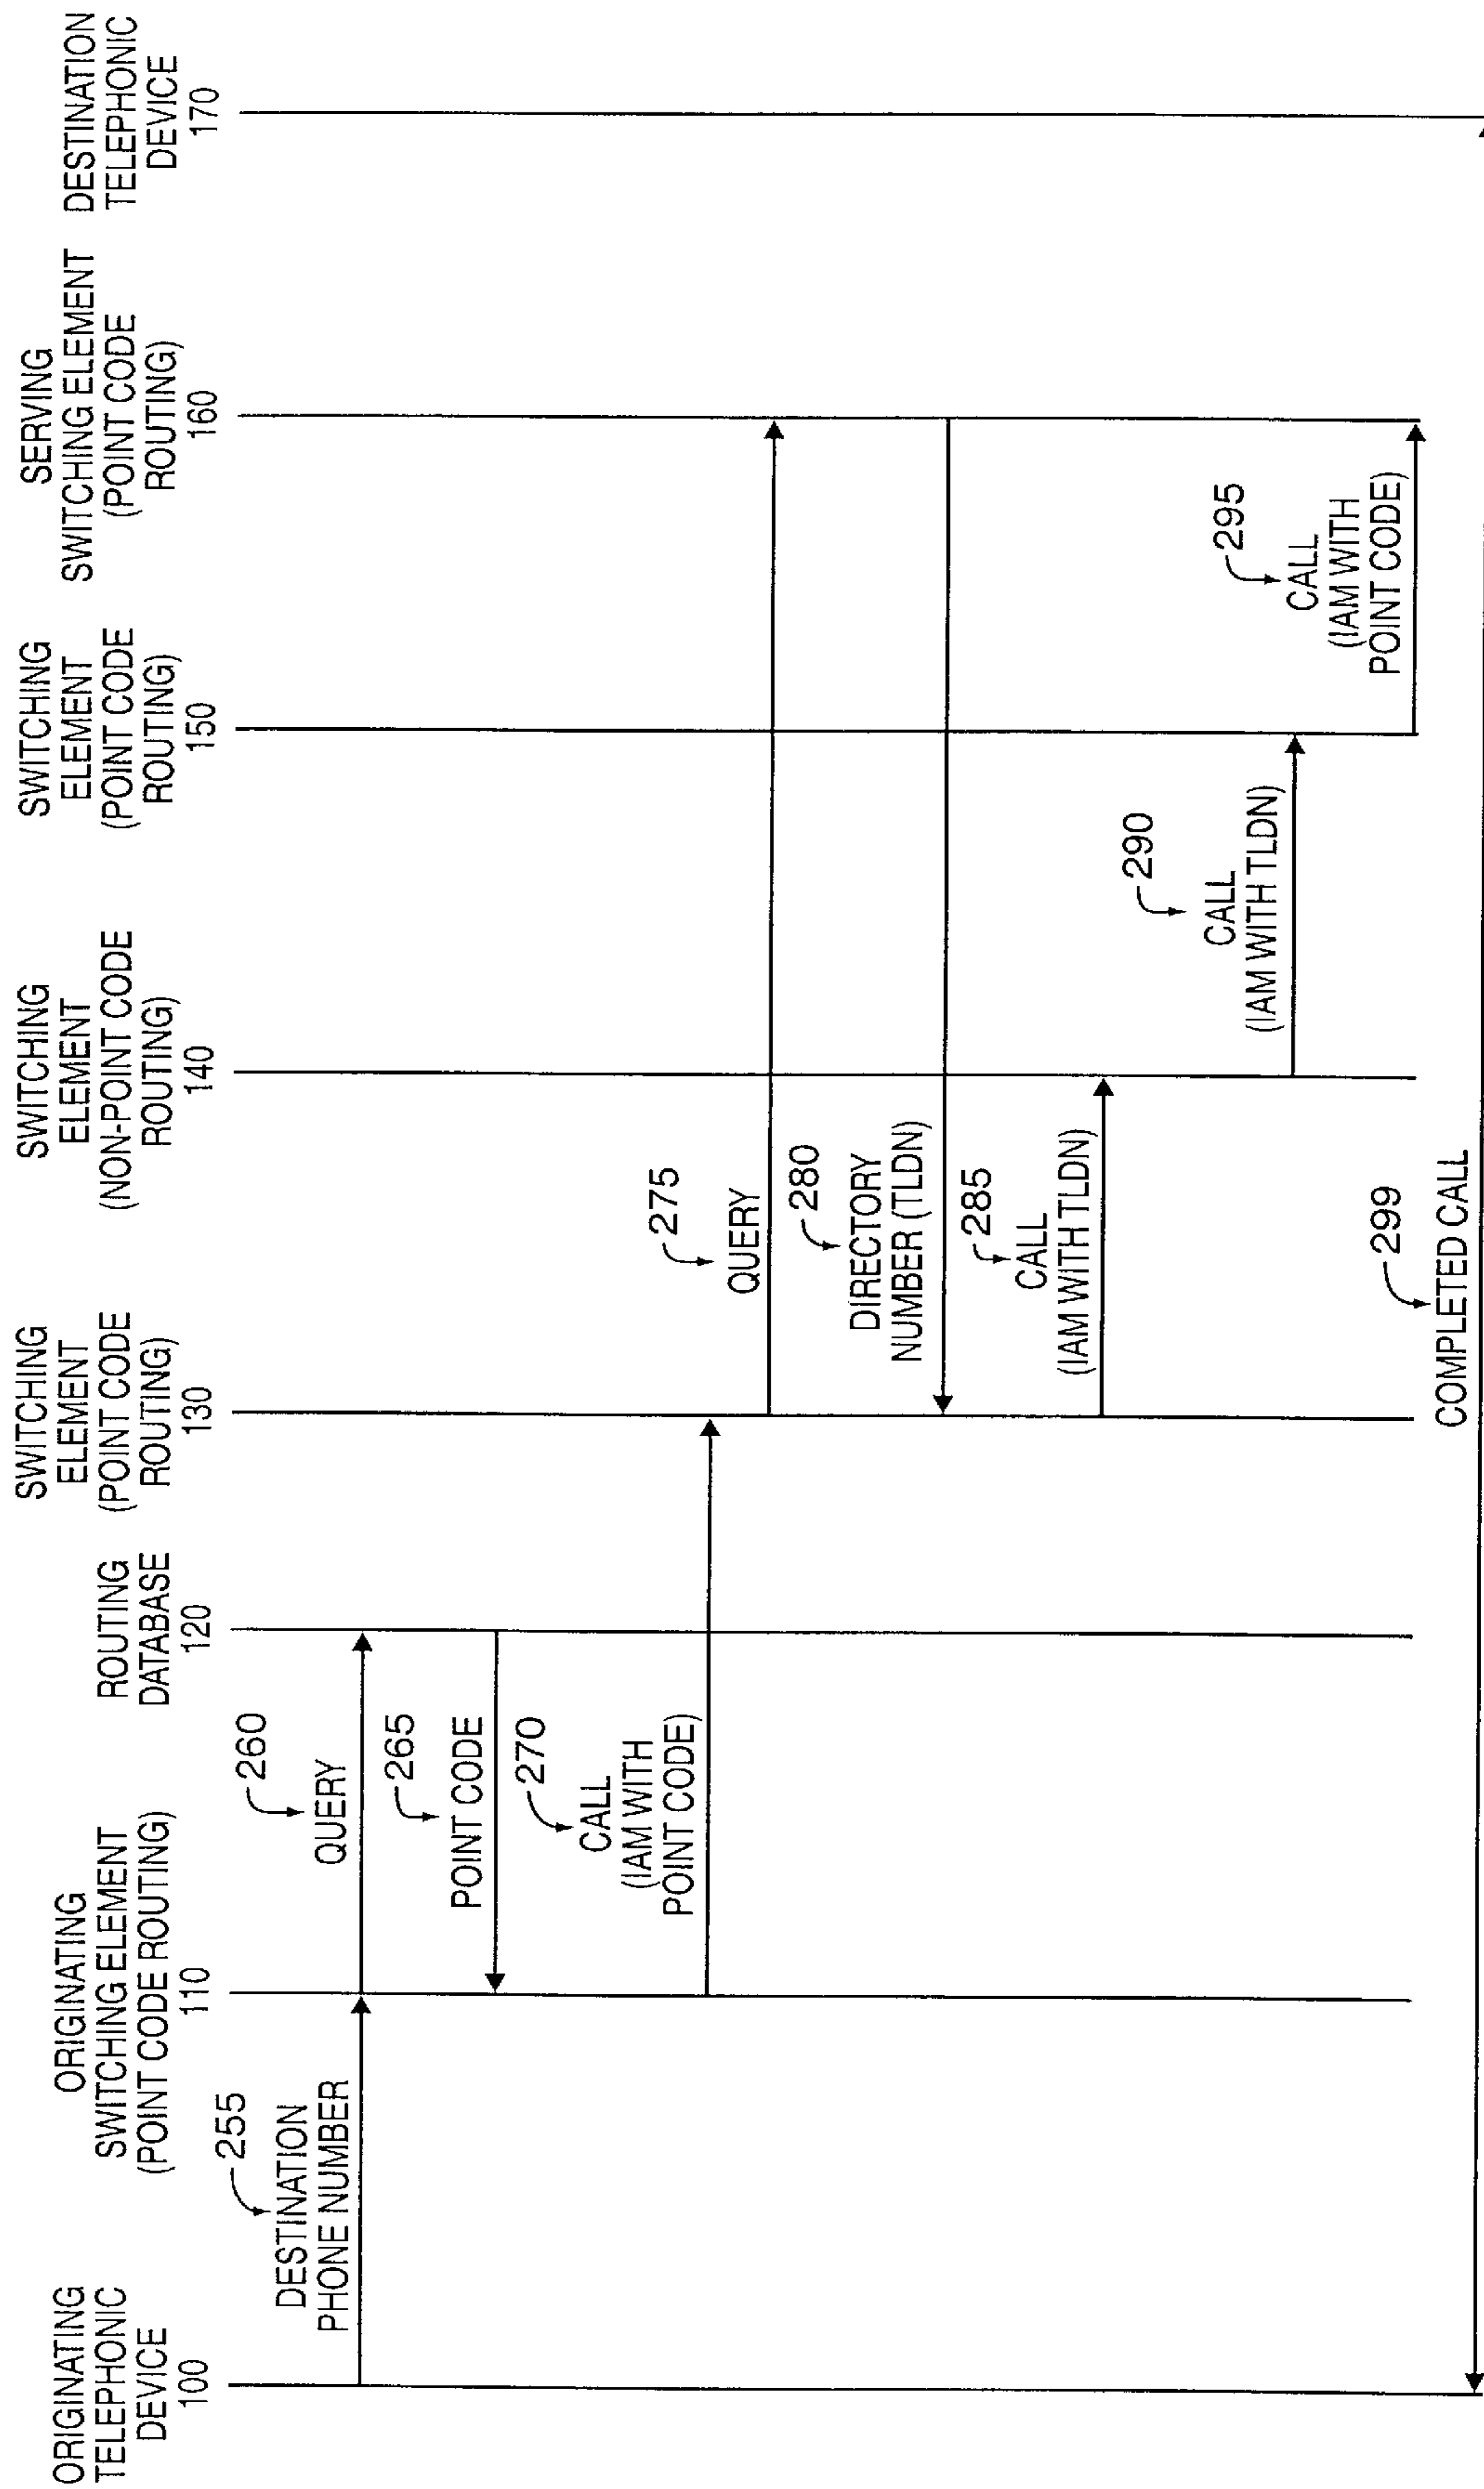 ORIGINATING
TELEPHONIC
DEVICE
100
ORIGINATING
SWITCHING ELEMENT
(POINT CODE ROUTING)
110
ROUTING
DATABASE
120
SWITCHING
ELEMENT
(POINT CODE
ROUTING)
130
SWITCHING
ELEMENT
(NON-POINT CODE
ROUTING)
140
SWITCHING
ELEMENT
(POINT CODE
ROUTING)
150
SERVING
SWITCHING ELEMENT
(POINT CODE
ROUTING)
160
DESTINATION
TELEPHONIC
DEVICE
170
255
DESTINATION
PHONE NUMBER
260
QUERY
265
POINT CODE
270
CALL
(IAM WITH
POINT CODE)
275
QUERY
280
DIRECTORY
NUMBER (TLDN)
285
CALL
(IAM WITH TLDN)
290
CALL
(IAM WITH TLDN)
295
CALL
(IAM WITH
POINT CODE)
299
COMPLETED CALL